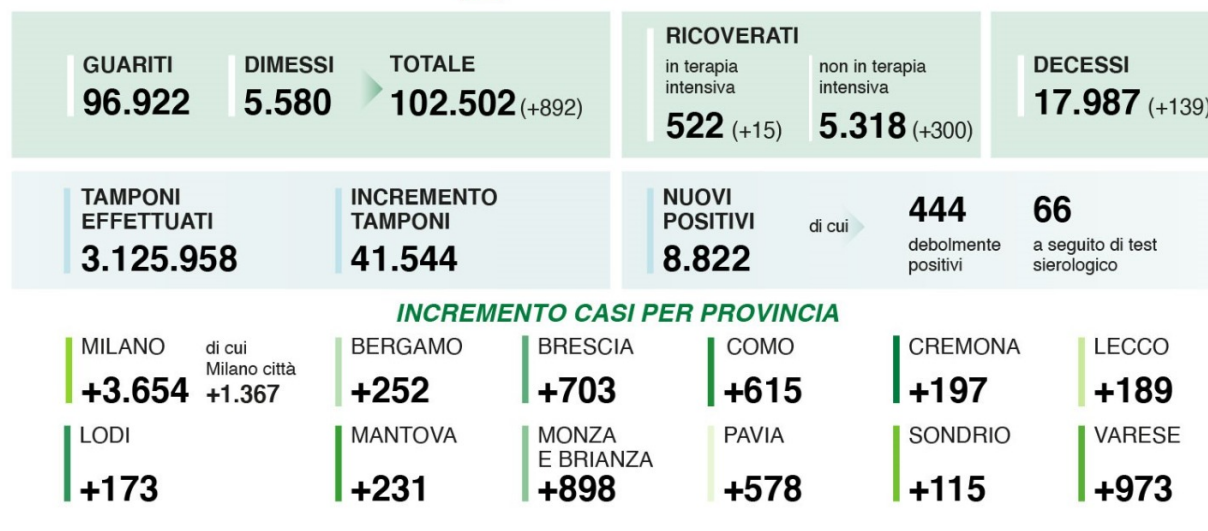 GUARITI
96.922
DIMESSI
5.580
TOTALE
102.502 (+892)
RICOVERATI
in terapia
intensiva
522 (+15)
non in terapia
intensiva
5.318 (+300)
DECESSI
17.987 (+139)
TAMPONI
EFFETTUATI
3.125.958
INCREMENTO
TAMPONI
41.544
NUOVI
POSITIVI
8.822
di cui
444
debolmente
positivi
66
a seguito di test
sierologico
INCREMENTO CASI PER PROVINCIA
MILANO
+3.654
di cui
Milano città
+1.367
BERGAMO
+252
BRESCIA
+703
COMO
+615
CREMONA
+197
LECCO
+189
LODI
+173
MANTOVA
+231
MONZA
E BRIANZA
+898
PAVIA
+578
SONDRIO
+115
VARESE
+973